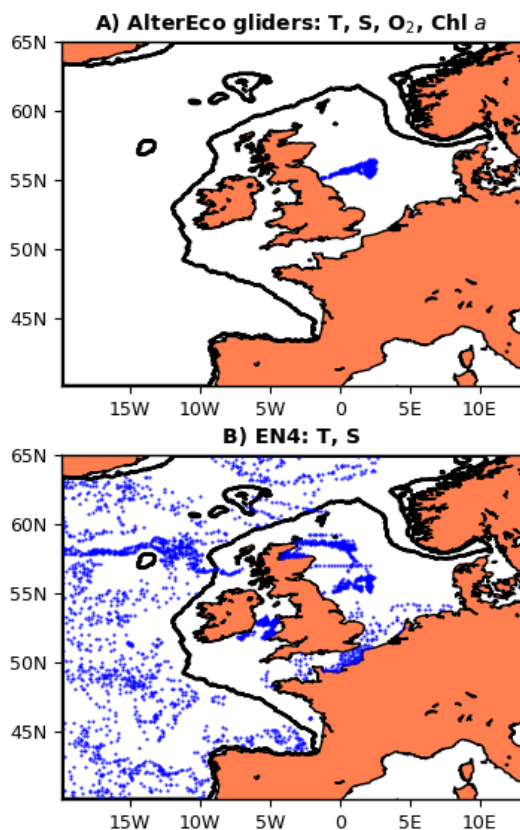 A) AlterEco gliders: T, S, O₂, Chl a
65N
60N
55N
50N
45N
15W 10W 5W 0 5E 10E
B) EN4: T, S
65N
60N
55N
50N
45N
15W 10W 5W 0 5E 10E